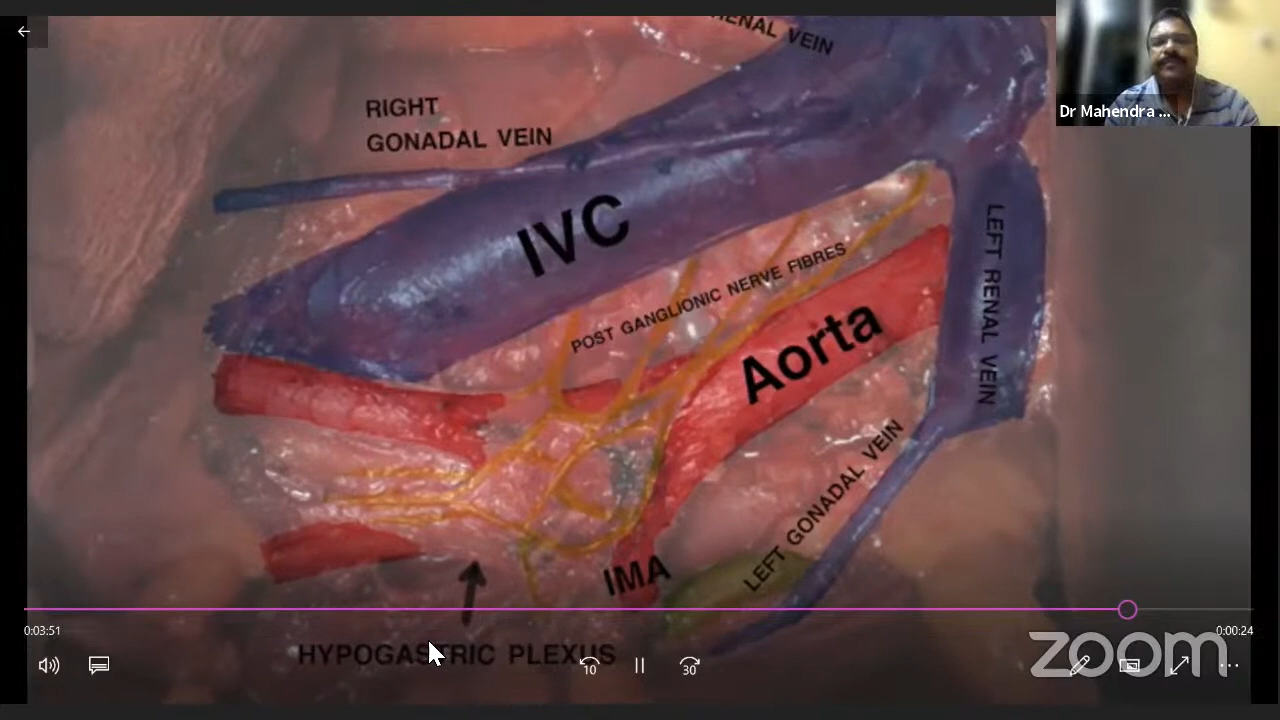 RENAL VEIN
Dr Mahendra ...
RIGHT
GONADAL VEIN
IVC
LEFT RENAL VEIN
POST GANGLIONIC NERVE FIBRES
Aorta
LEFT GONADAL VEIN
IMA
HYPOGASTRIC PLEXUS
0:03:51
0:00:24
10
30
zoom